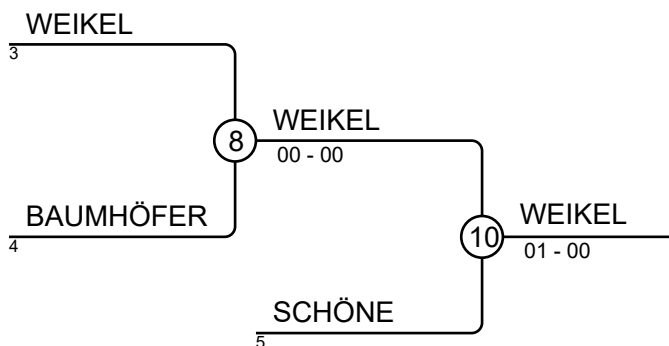 WEIKEL
3
8
WEIKEL
00 - 00
BAUMHÖFER
4
10
WEIKEL
01 - 00
SCHÖNE
5